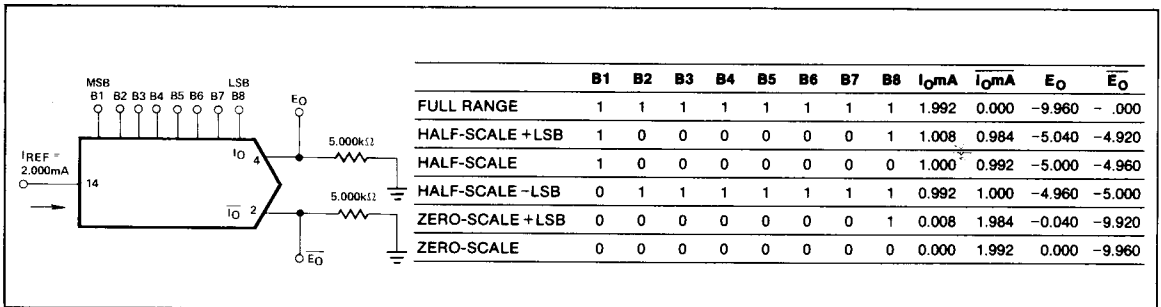 MSB LSB
B1 B2 B3 B4 B5 B6 B7 B8
EO
IREF =
2.000mA
14
IO 4
5.000kΩ
5.000kΩ
IO 2
EO
B1 B2 B3 B4 B5 B6 B7 B8 IOmA IOmA EO EO
FULL RANGE 1 1 1 1 1 1 1 1 1.992 0.000 −9.960 − .000
HALF-SCALE +LSB 1 0 0 0 0 0 0 1 1.008 0.984 −5.040 −4.920
HALF-SCALE 1 0 0 0 0 0 0 0 1.000 0.992 −5.000 −4.960
HALF-SCALE −LSB 0 1 1 1 1 1 1 1 0.992 1.000 −4.960 −5.000
ZERO-SCALE +LSB 0 0 0 0 0 0 0 1 0.008 1.984 −0.040 −9.920
ZERO-SCALE 0 0 0 0 0 0 0 0 0.000 1.992 0.000 −9.960